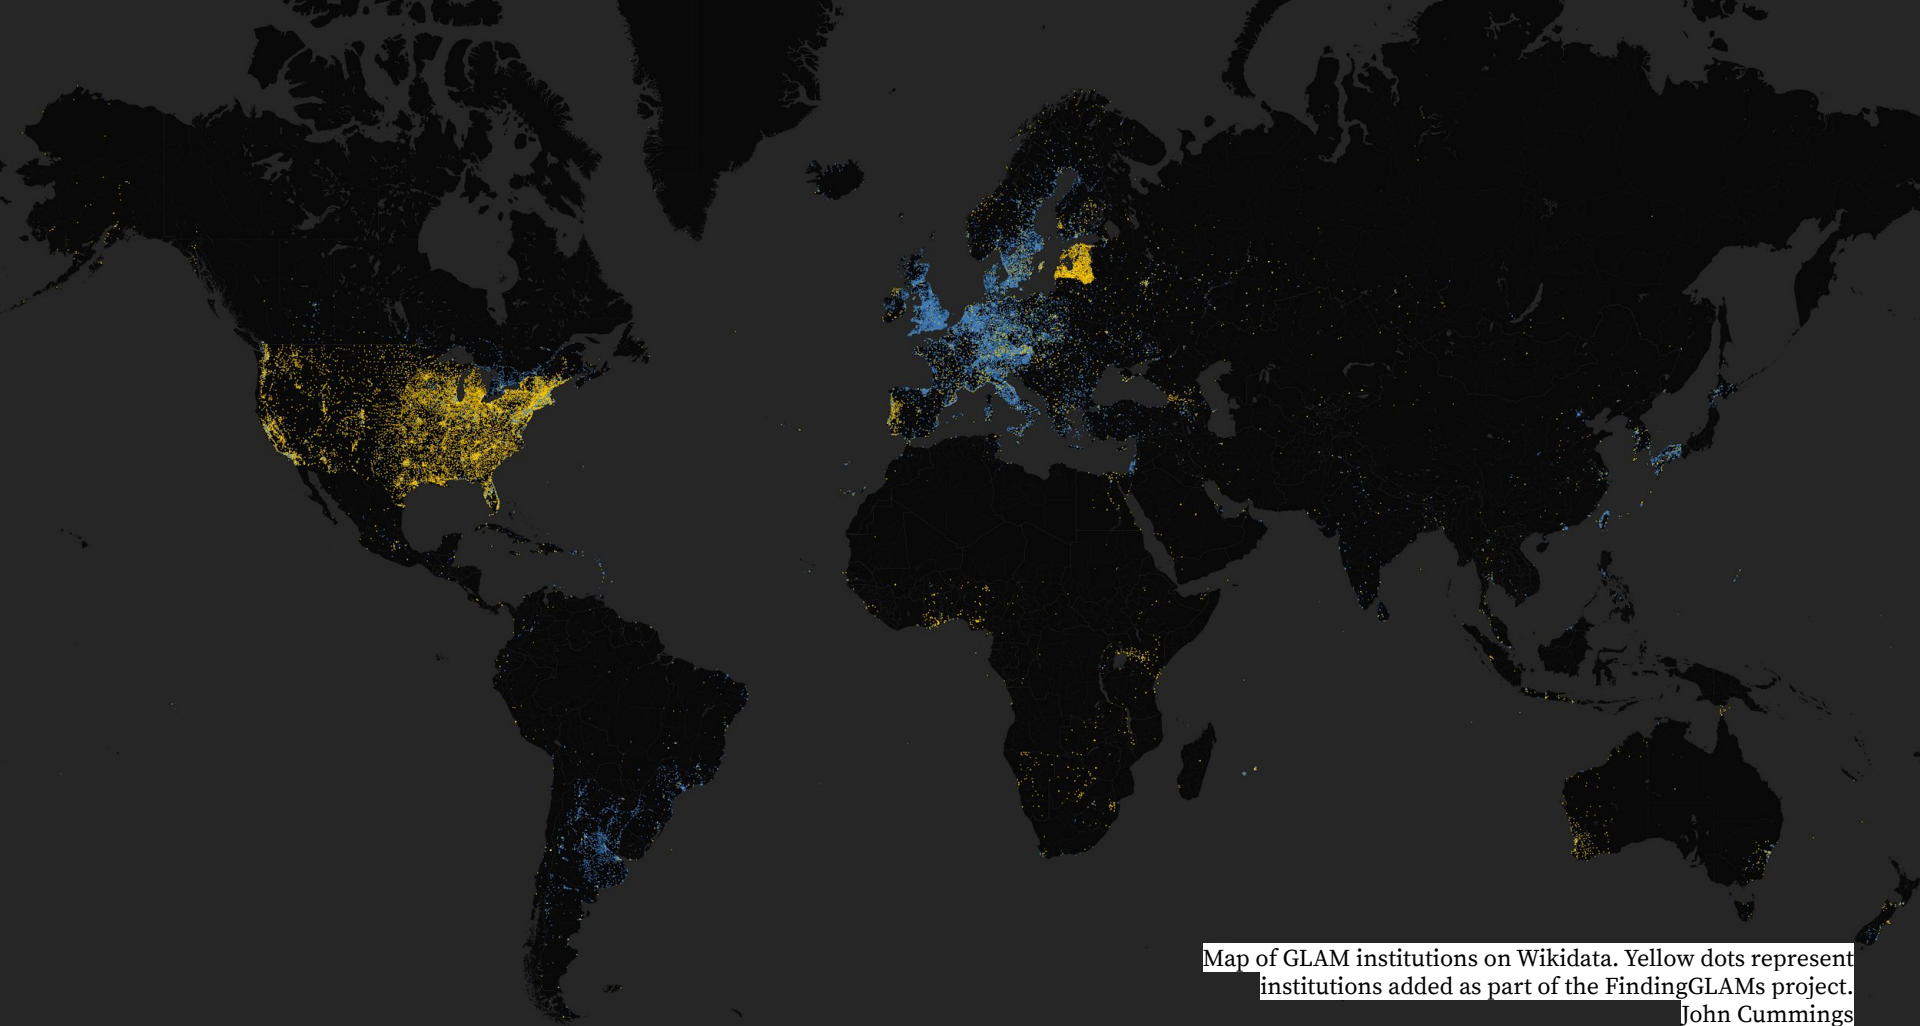 Map of GLAM institutions on Wikidata. Yellow dots represent
institutions added as part of the FindingGLAMs project.
John Cummings